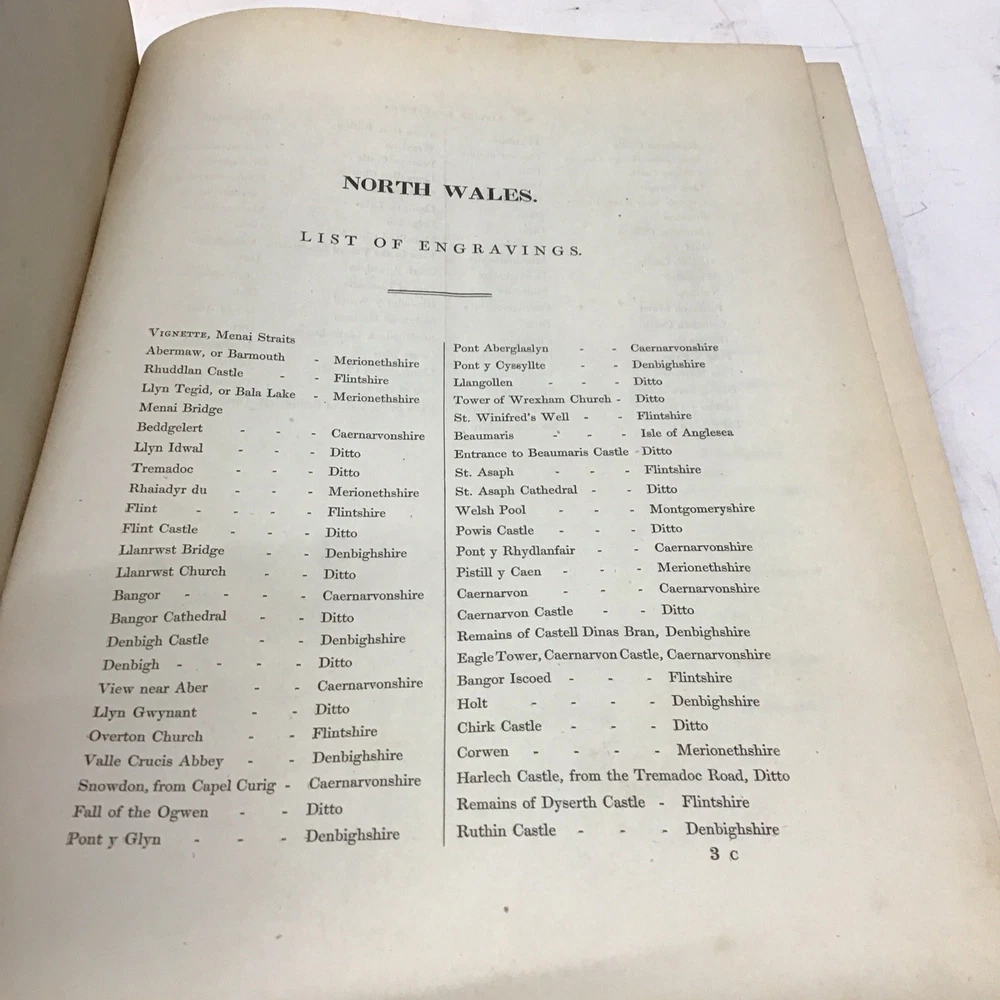 NORTH WALES.
LIST OF ENGRAVINGS.
VIGNETTE, Menai Straits
Abermaw, or Barmouth - Merionethshire
Rhuddlan Castle - - Flintshire
Llyn Tegid, or Bala Lake - Merionethshire
Menai Bridge
Beddgelert - - - Caernarvonshire
Llyn Idwal - - - Ditto
Tremadoc - - - Ditto
Rhaiadyr du - - - Merionethshire
Flint - - - - Flintshire
Flint Castle - - - Ditto
Llanrwst Bridge - - Denbighshire
Llanrwst Church - - Ditto
Bangor - - - - Caernarvonshire
Bangor Cathedral - - Ditto
Denbigh Castle - - Denbighshire
Denbigh - - - - Ditto
View near Aber - - Caernarvonshire
Llyn Gwynant - - Ditto
Overton Church - - Flintshire
Valle Crucis Abbey - - Denbighshire
Snowdon, from Capel Curig - Caernarvonshire
Fall of the Ogwen - - Ditto
Pont y Glyn - - - Denbighshire
Pont Aberglaslyn - - Caernarvonshire
Pont y Cyssyllte - - Denbighshire
Llangollen - - - Ditto
Tower of Wrexham Church - Ditto
St. Winifred's Well - - Flintshire
Beaumaris - - - Isle of Anglesea
Entrance to Beaumaris Castle - Ditto
St. Asaph - - - Flintshire
St. Asaph Cathedral - - Ditto
Welsh Pool - - - Montgomeryshire
Powis Castle - - - Ditto
Pont y Rhydlanfair - - Caernarvonshire
Pistill y Caen - - - Merionethshire
Caernarvon - - - Caernarvonshire
Caernarvon Castle - - Ditto
Remains of Castell Dinas Bran, Denbighshire
Eagle Tower, Caernarvon Castle, Caernarvonshire
Bangor Iscoed - - - Flintshire
Holt - - - - Denbighshire
Chirk Castle - - - Ditto
Corwen - - - - Merionethshire
Harlech Castle, from the Tremadoc Road, Ditto
Remains of Dyserth Castle - Flintshire
Ruthin Castle - - - Denbighshire
3 C